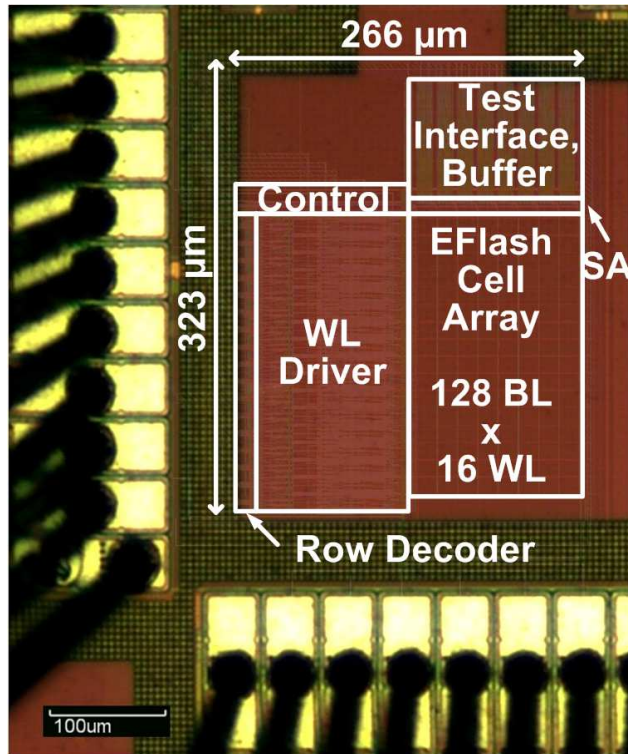 266 µm
323 µm
Test
Interface,
Buffer
Control
SA
WL
Driver
EFlash
Cell
Array
128 BL
x
16 WL
Row Decoder
100um